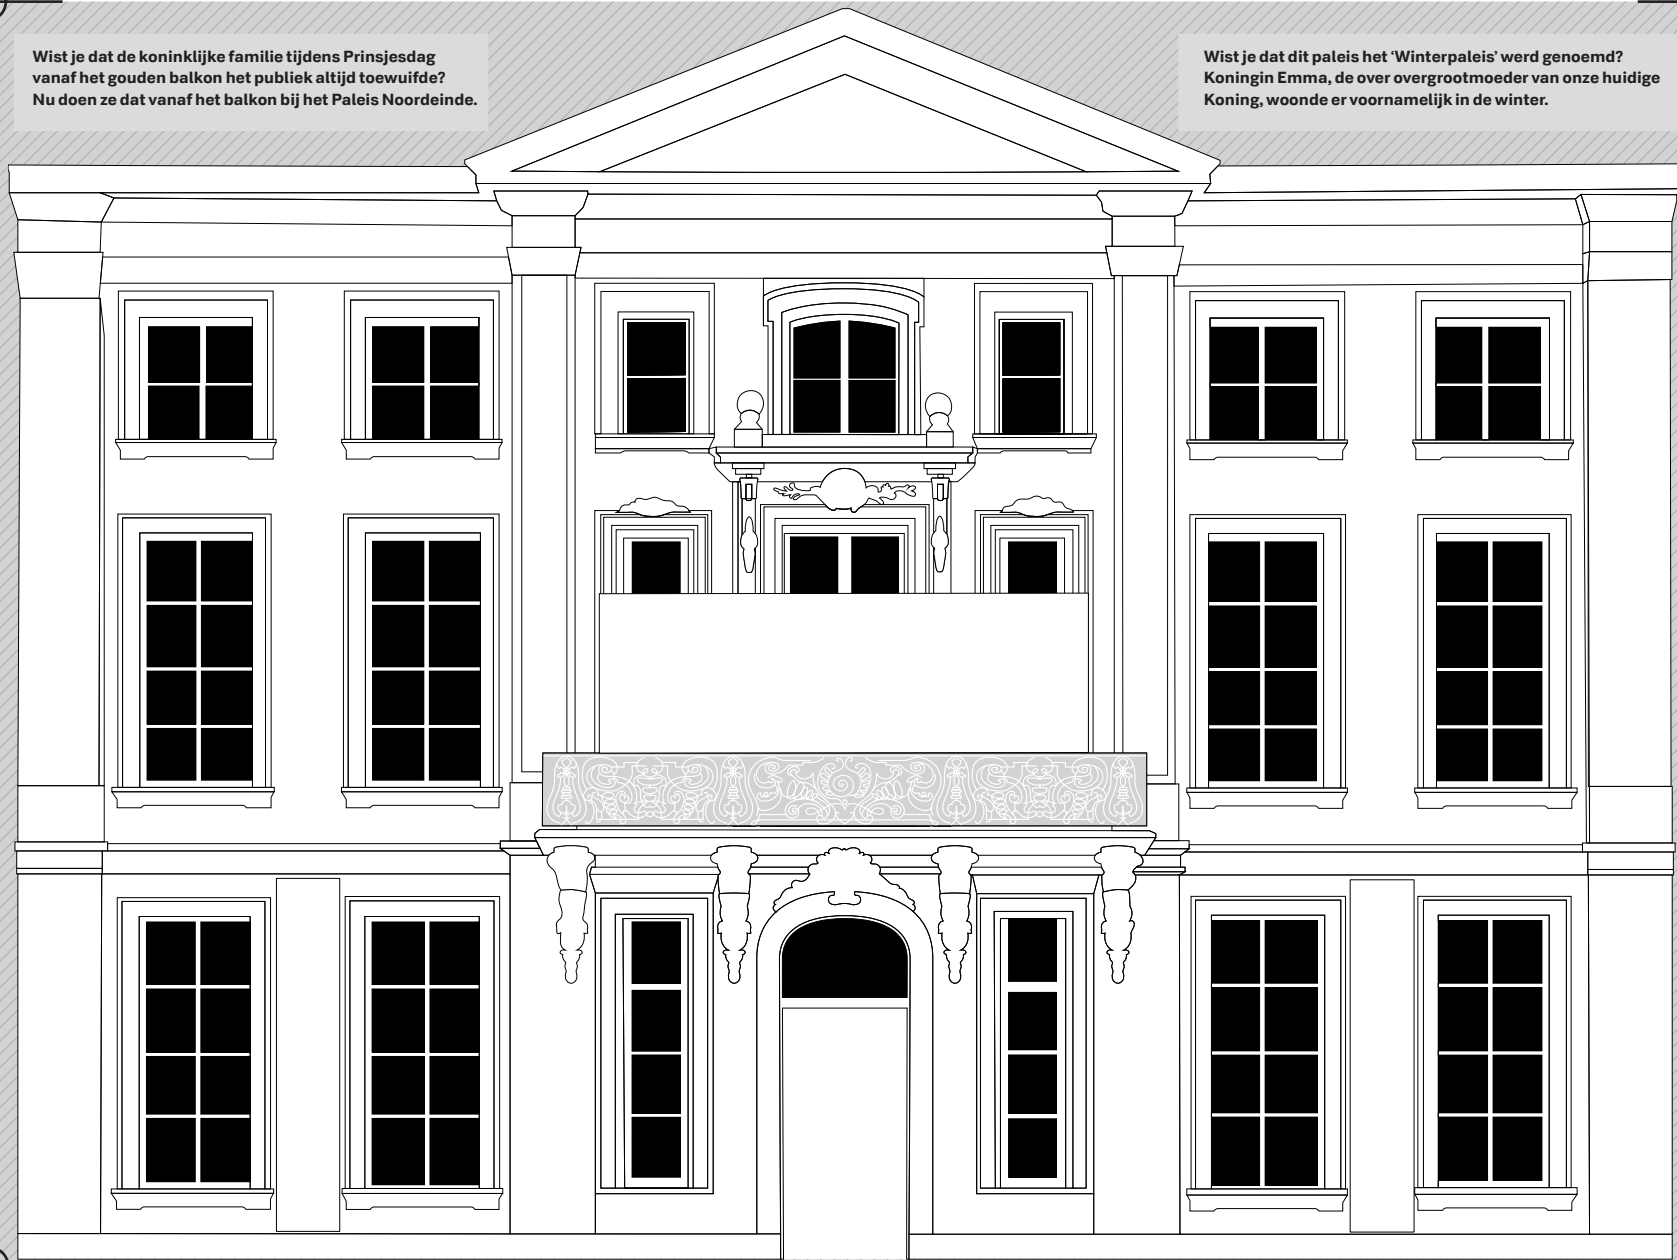 Wist je dat de koninklijke familie tijdens Prinsjesdag
vanaf het gouden balkon het publiek altijd toewuifde?
Nu doen ze dat vanaf het balkon bij het Paleis Noordeinde.
Wist je dat dit paleis het ‘Winterpaleis’ werd genoemd?
Koningin Emma, de over overgrootmoeder van onze huidige
Koning, woonde er voornamelijk in de winter.